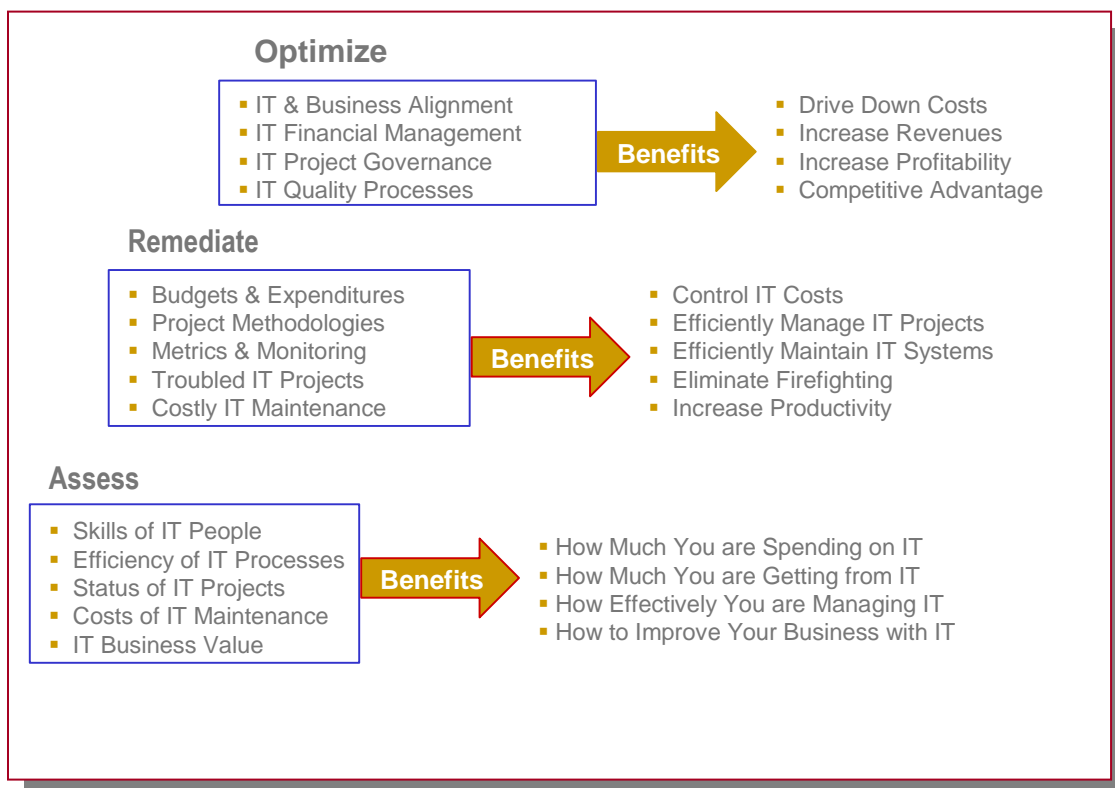 Optimize
▪ IT & Business Alignment
▪ IT Financial Management
▪ IT Project Governance
▪ IT Quality Processes
Benefits
▪ Drive Down Costs
▪ Increase Revenues
▪ Increase Profitability
▪ Competitive Advantage
Remediate
▪ Budgets & Expenditures
▪ Project Methodologies
▪ Metrics & Monitoring
▪ Troubled IT Projects
▪ Costly IT Maintenance
Benefits
▪ Control IT Costs
▪ Efficiently Manage IT Projects
▪ Efficiently Maintain IT Systems
▪ Eliminate Firefighting
▪ Increase Productivity
Assess
▪ Skills of IT People
▪ Efficiency of IT Processes
▪ Status of IT Projects
▪ Costs of IT Maintenance
▪ IT Business Value
Benefits
▪ How Much You are Spending on IT
▪ How Much You are Getting from IT
▪ How Effectively You are Managing IT
▪ How to Improve Your Business with IT